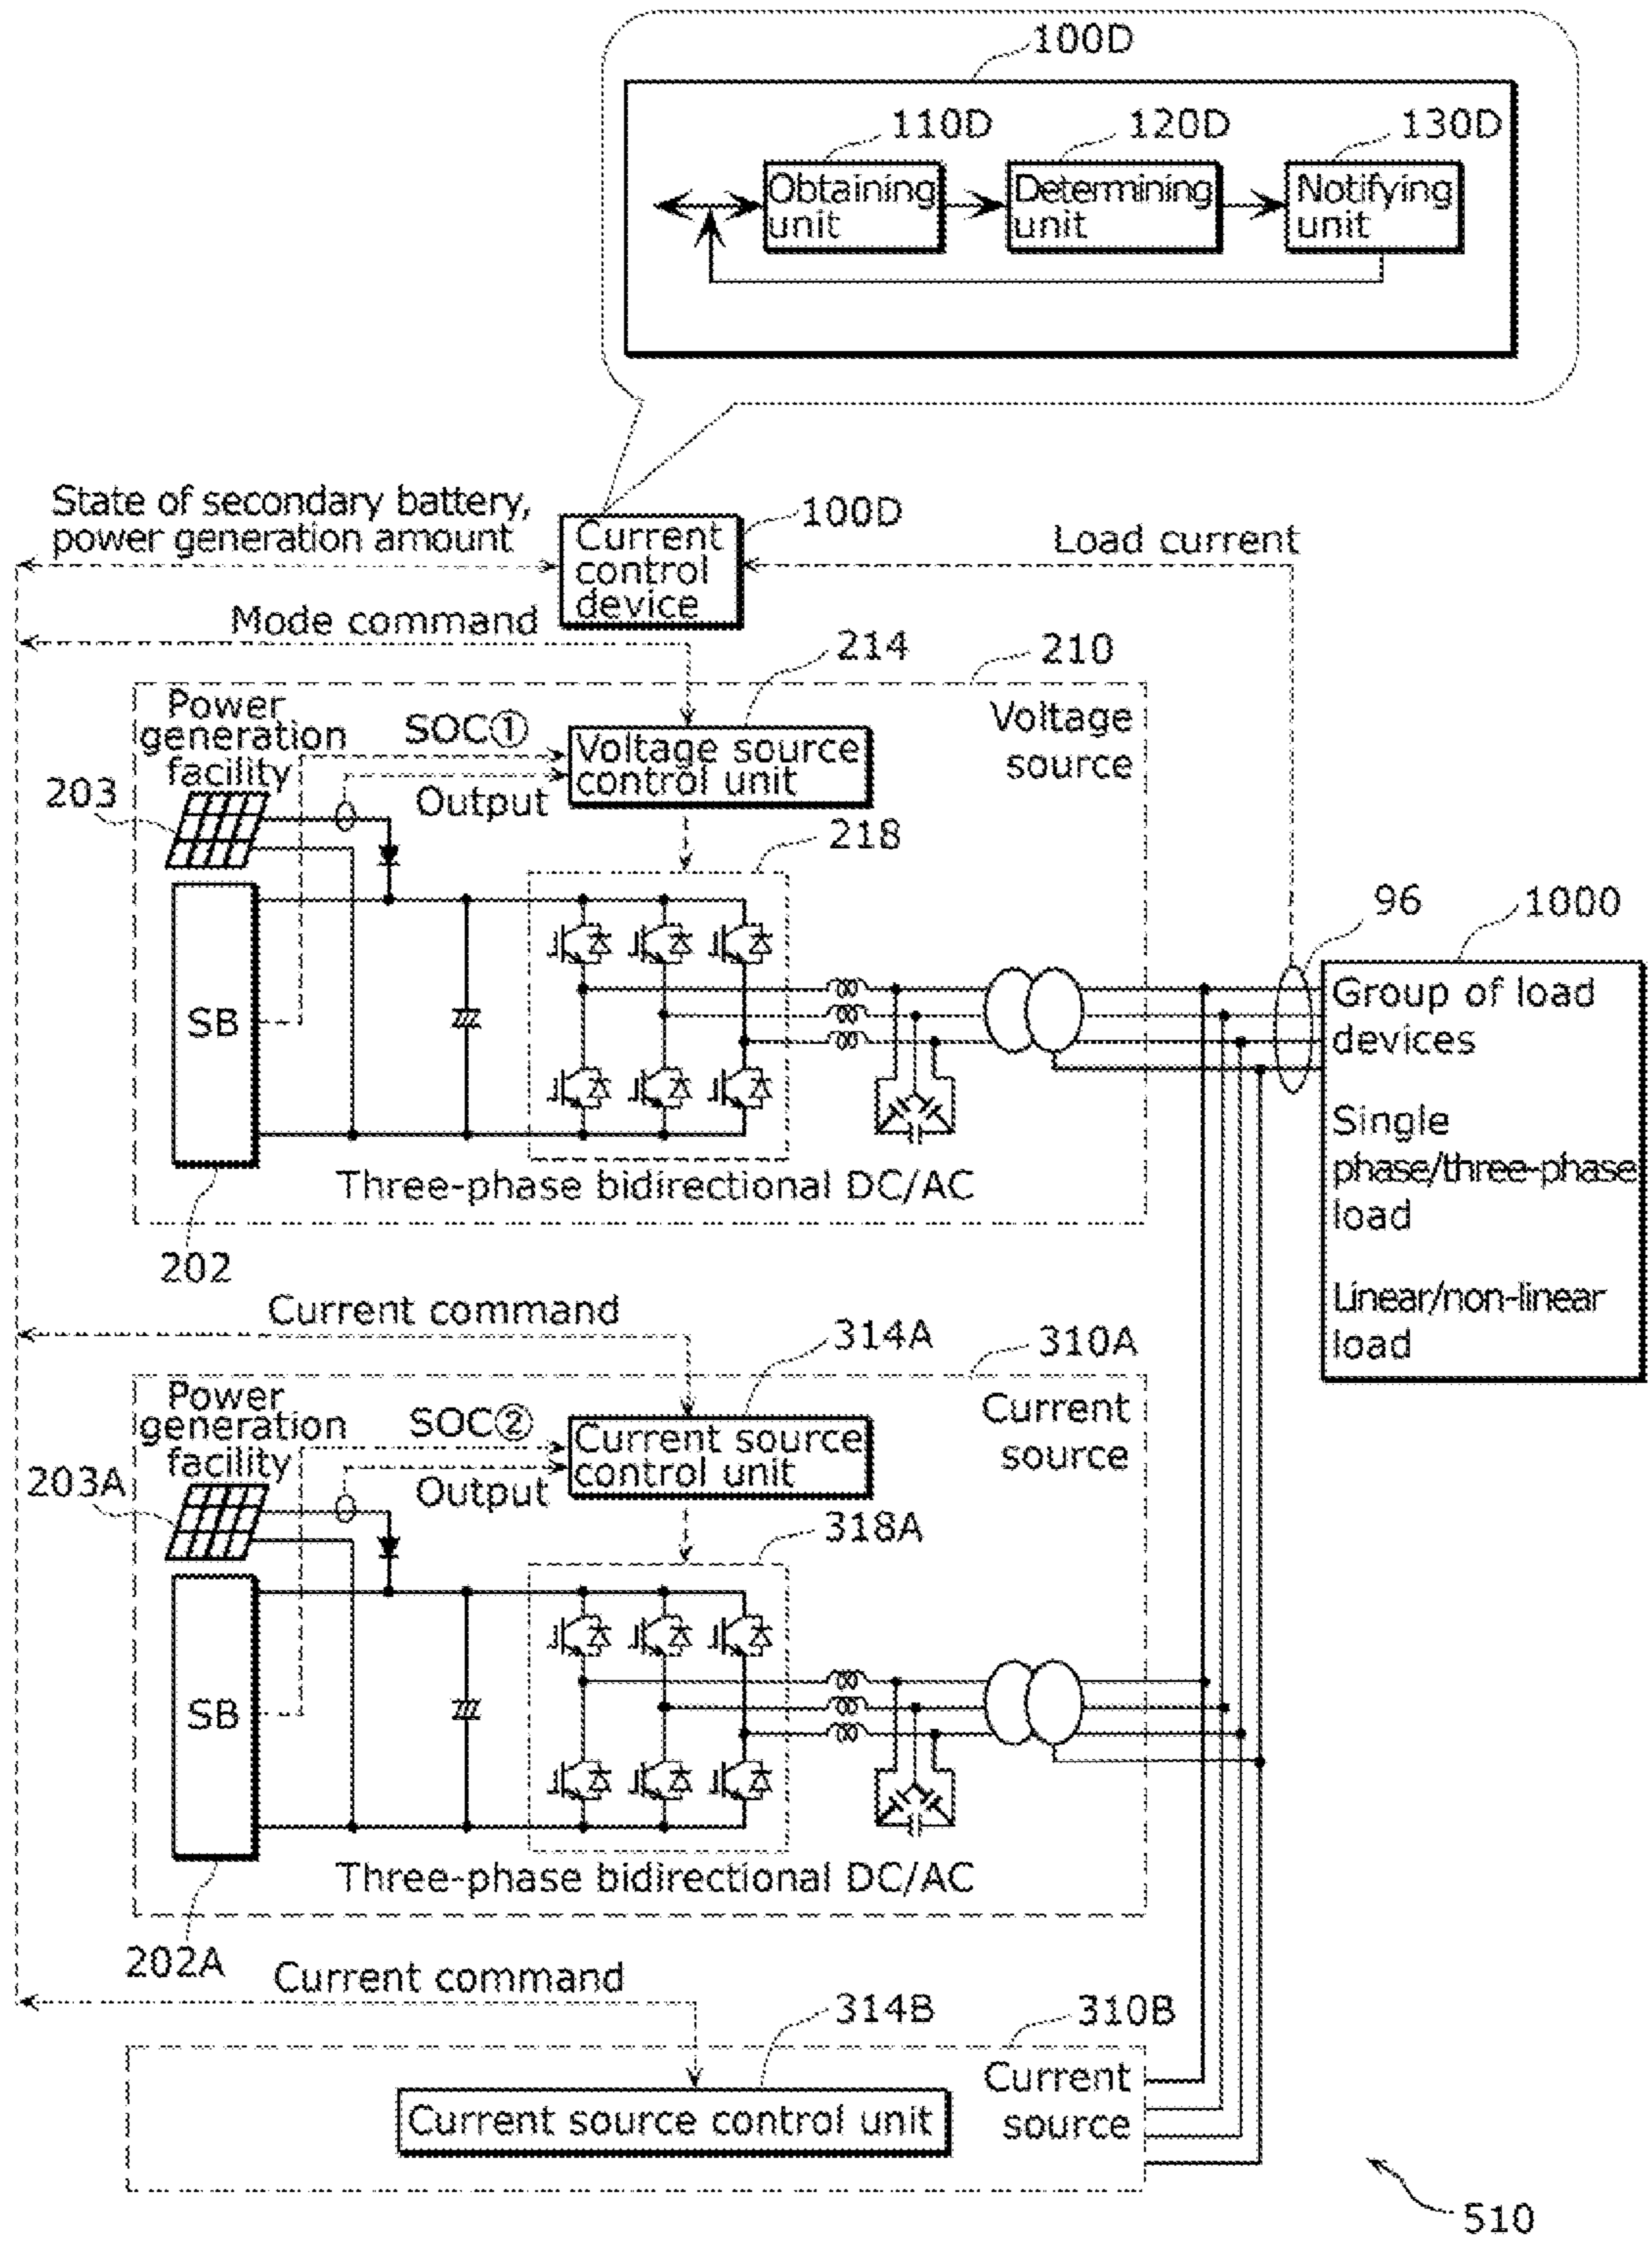 100D
110D
120D
130D
Obtaining
unit
Determining
unit
Notifying
unit
State of secondary battery,
power generation amount
Current
control
device
100D
Load current
Mode command
214
210
Power
generation
facility
SOC①
Output
Voltage source
control unit
Voltage
source
203
218
96
1000
SB
Group of load
devices
Single
phase/three-phase
load
Linear/non-linear
load
Three-phase bidirectional DC/AC
202
Current command
314A
310A
Power
generation
facility
SOC②
Output
Current source
control unit
Current
source
203A
318A
SB
Three-phase bidirectional DC/AC
202A
Current command
314B
310B
Current source control unit
Current
source
510